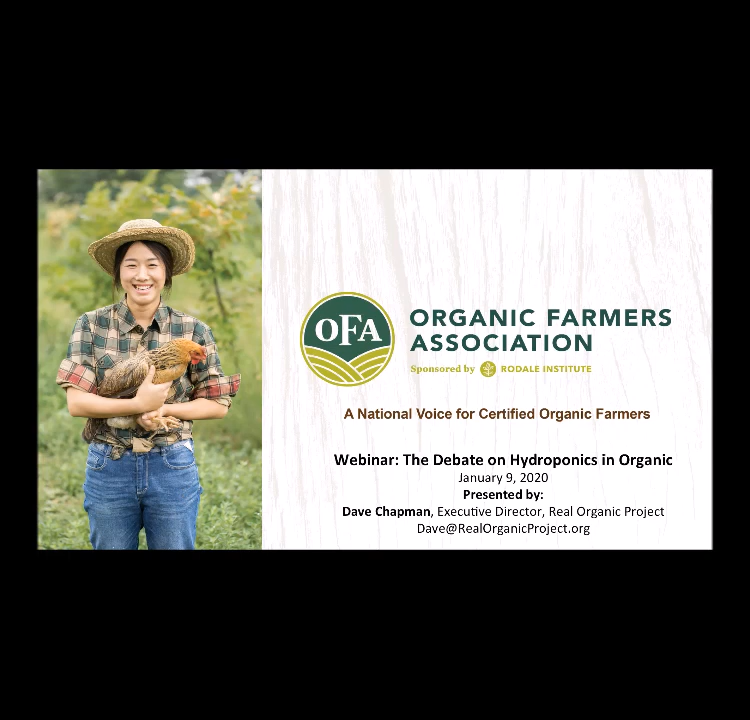 OFA
ORGANIC FARMERS
ASSOCIATION
Sponsored by RODALE INSTITUTE
A National Voice for Certified Organic Farmers
Webinar: The Debate on Hydroponics in Organic
January 9, 2020
Presented by:
Dave Chapman, Executive Director, Real Organic Project
Dave@RealOrganicProject.org